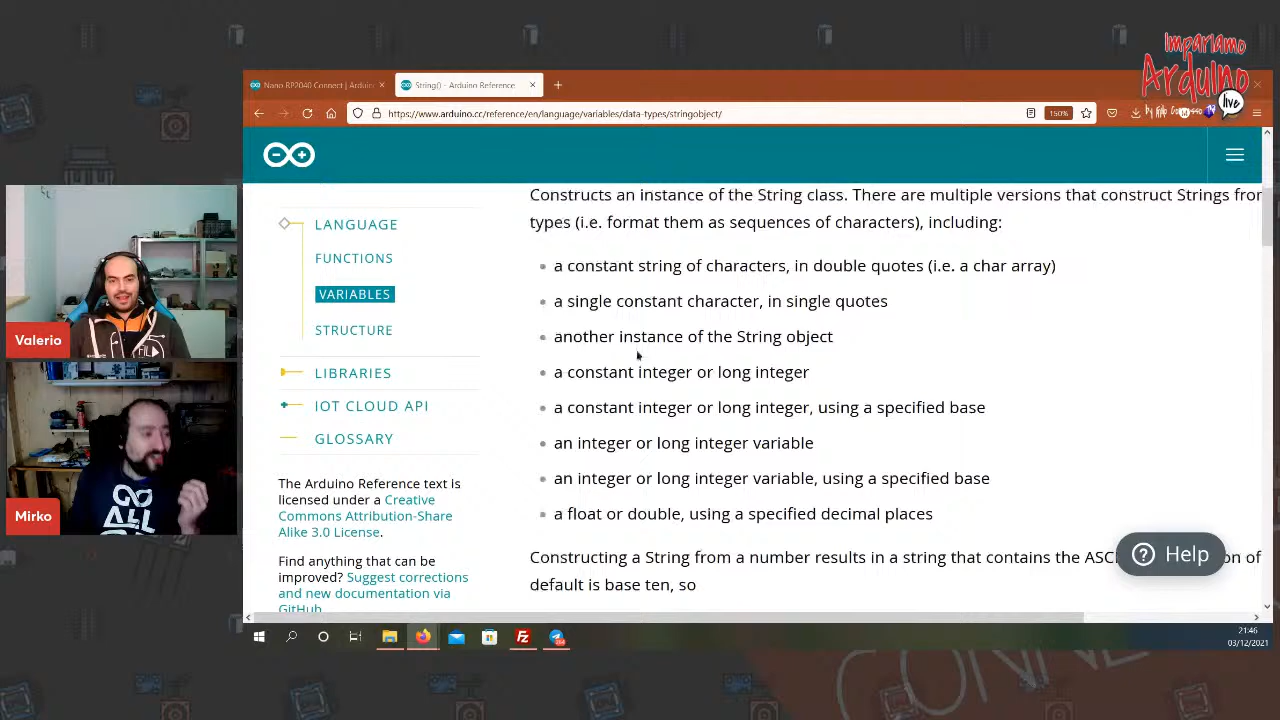 Impariamo
Arduino
live
Nano RP2040 Connect | Arduin
String() - Arduino Reference
https://www.arduino.cc/reference/en/language/variables/data-types/stringobject/
150%
LANGUAGE
FUNCTIONS
VARIABLES
STRUCTURE
LIBRARIES
IOT CLOUD API
GLOSSARY
The Arduino Reference text is
licensed under a Creative
Commons Attribution-Share
Alike 3.0 License.
Find anything that can be
improved? Suggest corrections
and new documentation via
GitHub.
Constructs an instance of the String class. There are multiple versions that construct Strings from
types (i.e. format them as sequences of characters), including:
a constant string of characters, in double quotes (i.e. a char array)
a single constant character, in single quotes
another instance of the String object
a constant integer or long integer
a constant integer or long integer, using a specified base
an integer or long integer variable
an integer or long integer variable, using a specified base
a float or double, using a specified decimal places
Constructing a String from a number results in a string that contains the ASC on of
default is base ten, so
Help
Valerio
Mirko
Fz
21:46
03/12/2021
CONNE